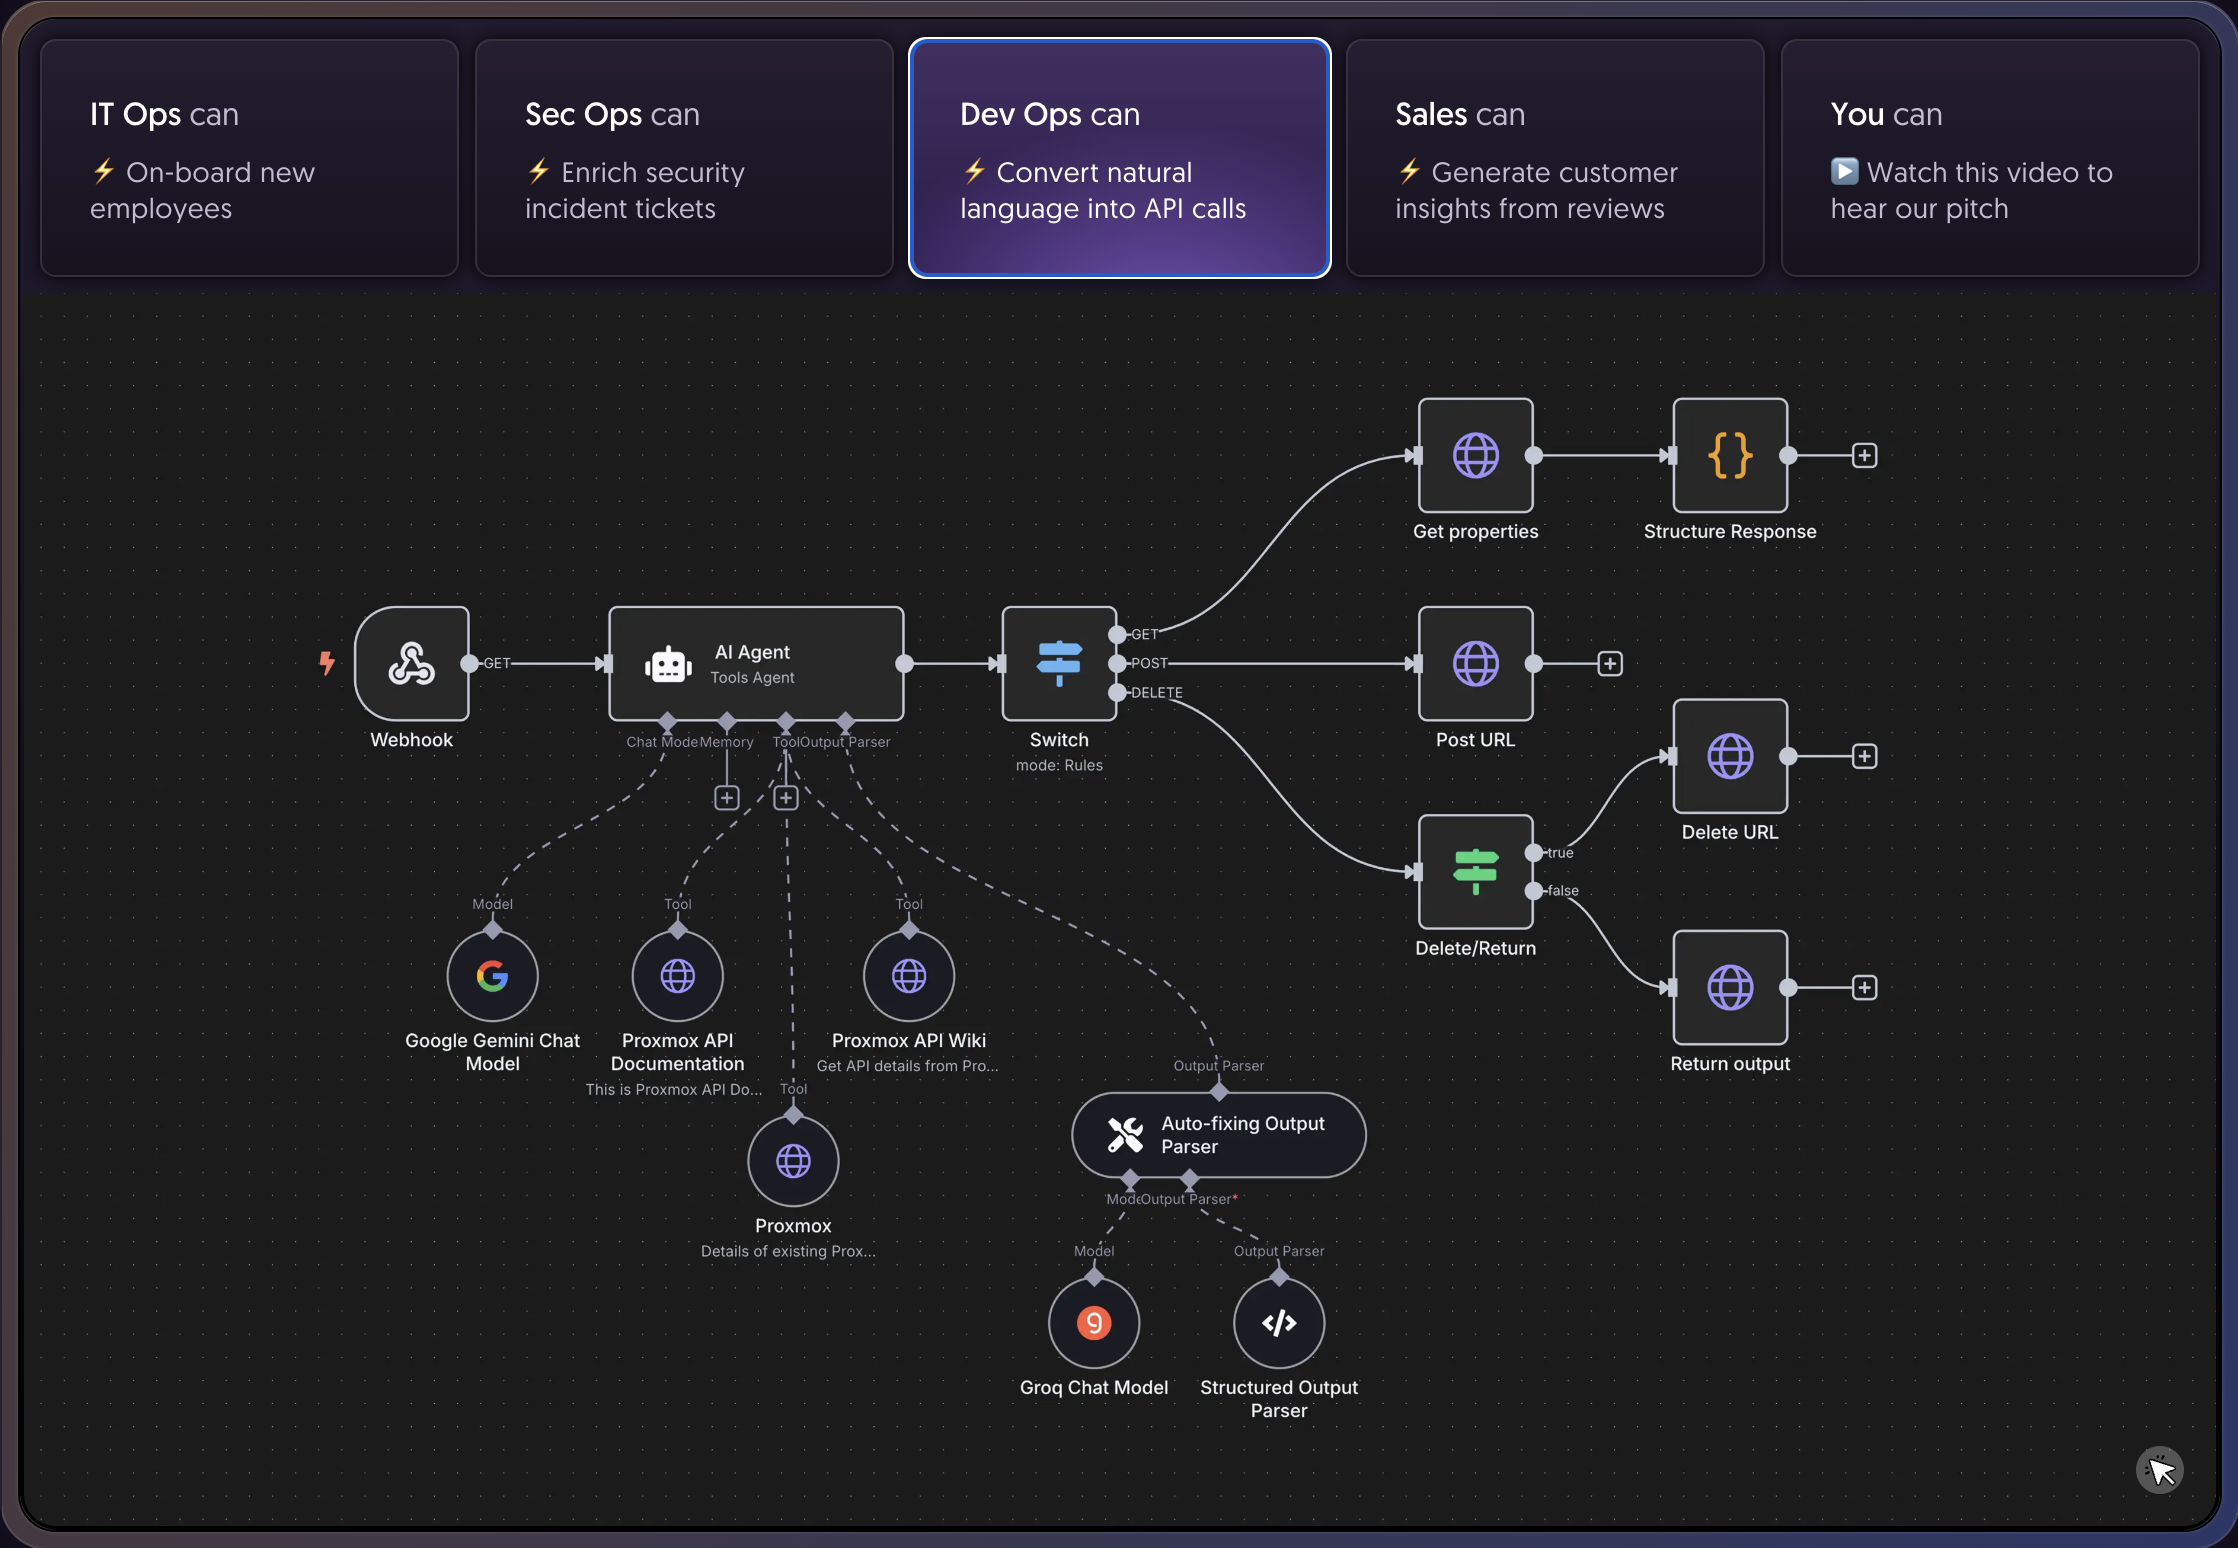 IT Ops can
⚡ On-board new
employees
Sec Ops can
⚡ Enrich security
incident tickets
Dev Ops can
⚡ Convert natural
language into API calls
Sales can
⚡ Generate customer
insights from reviews
You can
▶️ Watch this video to
hear our pitch
Get properties
Structure Response
Webhook
GET
AI Agent
Tools Agent
Chat Mode
Memory
Tool
Output Parser
Switch
mode: Rules
GET
POST
DELETE
Post URL
Delete URL
Delete/Return
true
false
Return output
Model
Google Gemini Chat
Model
Tool
Proxmox API
Documentation
This is Proxmox API Do...
Tool
Proxmox API Wiki
Get API details from Pro...
Tool
Proxmox
Details of existing Prox...
Output Parser
Auto-fixing Output
Parser
Mode
Output Parser*
Model
Groq Chat Model
Output Parser
Structured Output
Parser